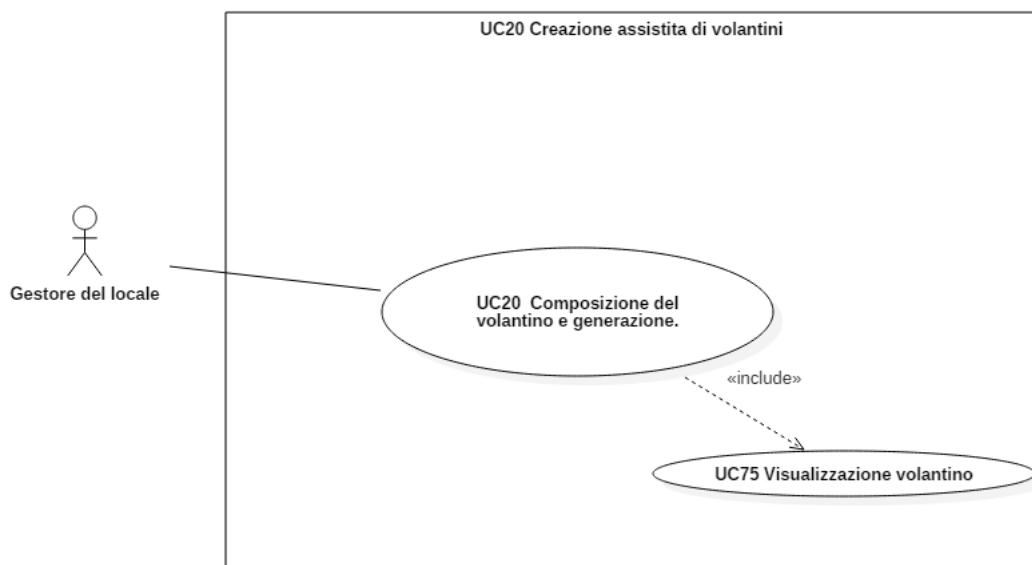 UC20 Creazione assistita di volantini
Gestore del locale
UC20 Composizione del
volantino e generazione.
«include»
UC75 Visualizzazione volantino